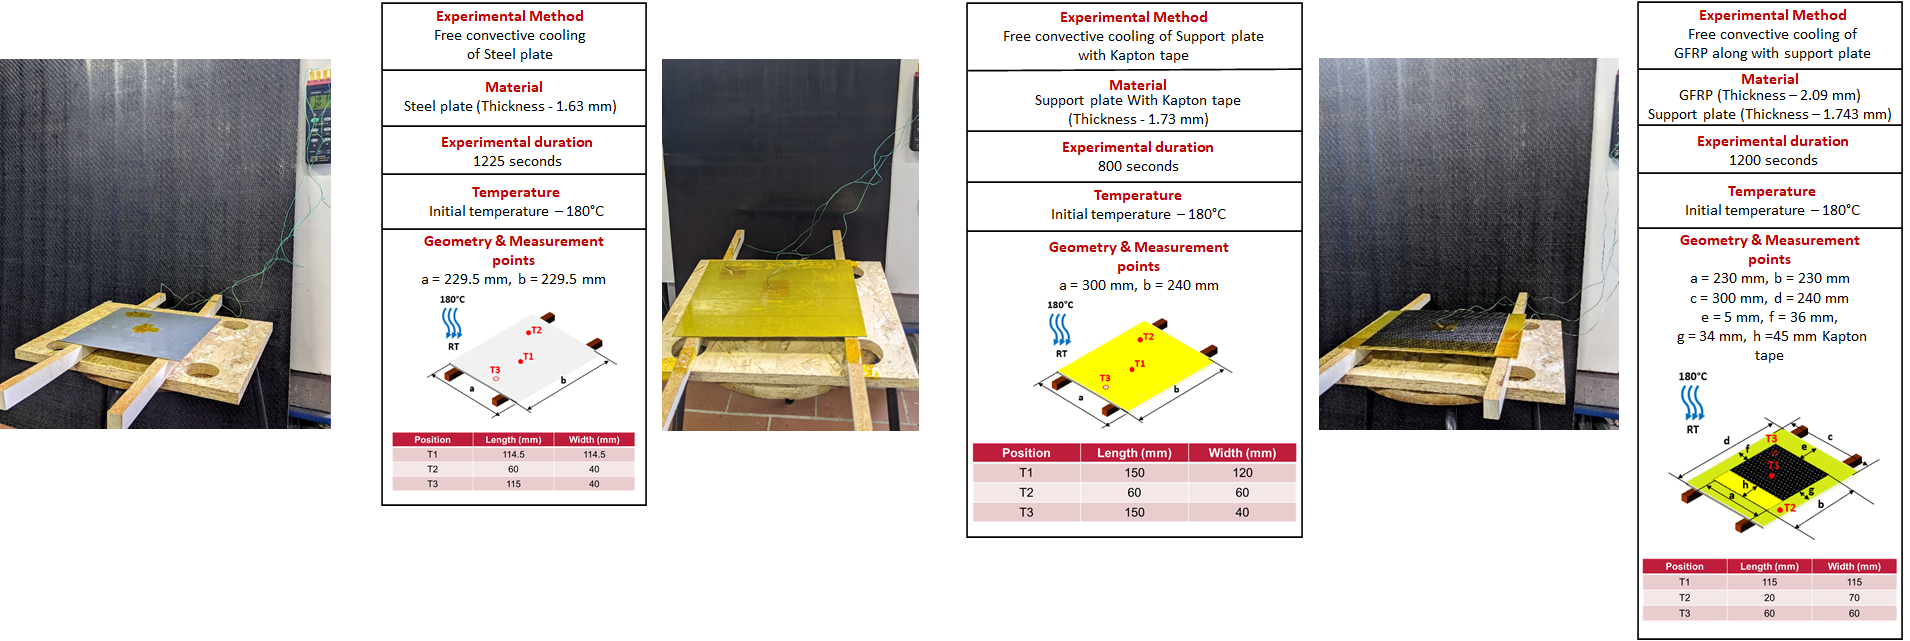 Experimental Method
Free convective cooling
of Steel plate
Material
Steel plate (Thickness - 1.63 mm)
Experimental duration
1225 seconds
Temperature
Initial temperature – 180°C
Geometry & Measurement
points
a = 229.5 mm, b = 229.5 mm
180°C
RT
T2
T1
T3
a
b
Position Length (mm) Width (mm)
T1 114.5 114.5
T2 60 40
T3 115 40
Experimental Method
Free convective cooling of Support plate
with Kapton tape
Material
Support plate With Kapton tape
(Thickness - 1.73 mm)
Experimental duration
800 seconds
Temperature
Initial temperature – 180°C
Geometry & Measurement
points
a = 300 mm, b = 240 mm
180°C
RT
T2
T1
T3
a
b
Position Length (mm) Width (mm)
T1 150 120
T2 60 60
T3 150 40
Experimental Method
Free convective cooling of
GFRP along with support plate
Material
GFRP (Thickness – 2.09 mm)
Support plate (Thickness – 1.743 mm)
Experimental duration
1200 seconds
Temperature
Initial temperature – 180°C
Geometry & Measurement
points
a = 230 mm, b = 230 mm
c = 300 mm, d = 240 mm
e = 5 mm, f = 36 mm,
g = 34 mm, h =45 mm Kapton
tape
180°C
RT
d
T3
c
f
e
T1
h
g
a
b
T2
Position Length (mm) Width (mm)
T1 115 115
T2 20 70
T3 60 60